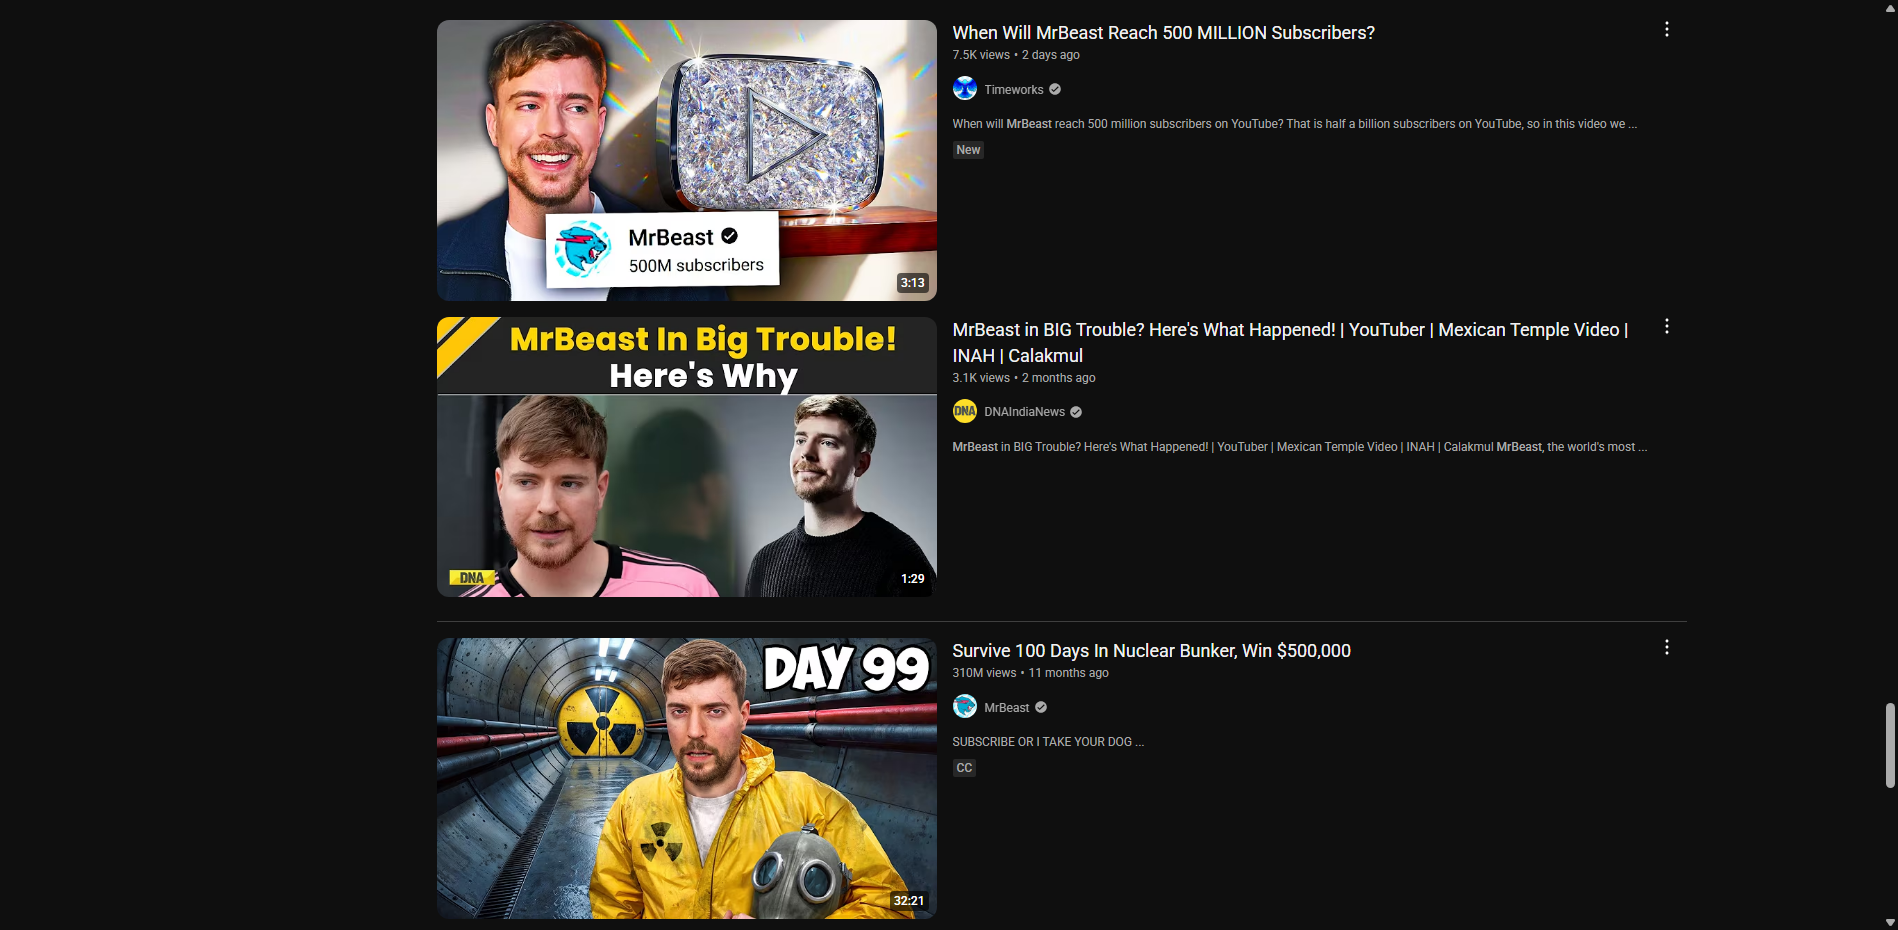 When Will MrBeast Reach 500 MILLION Subscribers?
7.5K views • 2 days ago
Timeworks
When will MrBeast reach 500 million subscribers on YouTube? That is half a billion subscribers on YouTube, so in this video we ...
New
MrBeast
500M subscribers
3:13
MrBeast In Big Trouble!
Here's Why
DNA
1:29
MrBeast in BIG Trouble? Here's What Happened! | YouTuber | Mexican Temple Video |
INAH | Calakmul
3.1K views • 2 months ago
DNA
DNAIndiaNews
MrBeast in BIG Trouble? Here's What Happened! | YouTuber | Mexican Temple Video | INAH | Calakmul MrBeast, the world's most ...
DAY 99
32:21
Survive 100 Days In Nuclear Bunker, Win $500,000
310M views • 11 months ago
MrBeast
SUBSCRIBE OR I TAKE YOUR DOG ...
CC